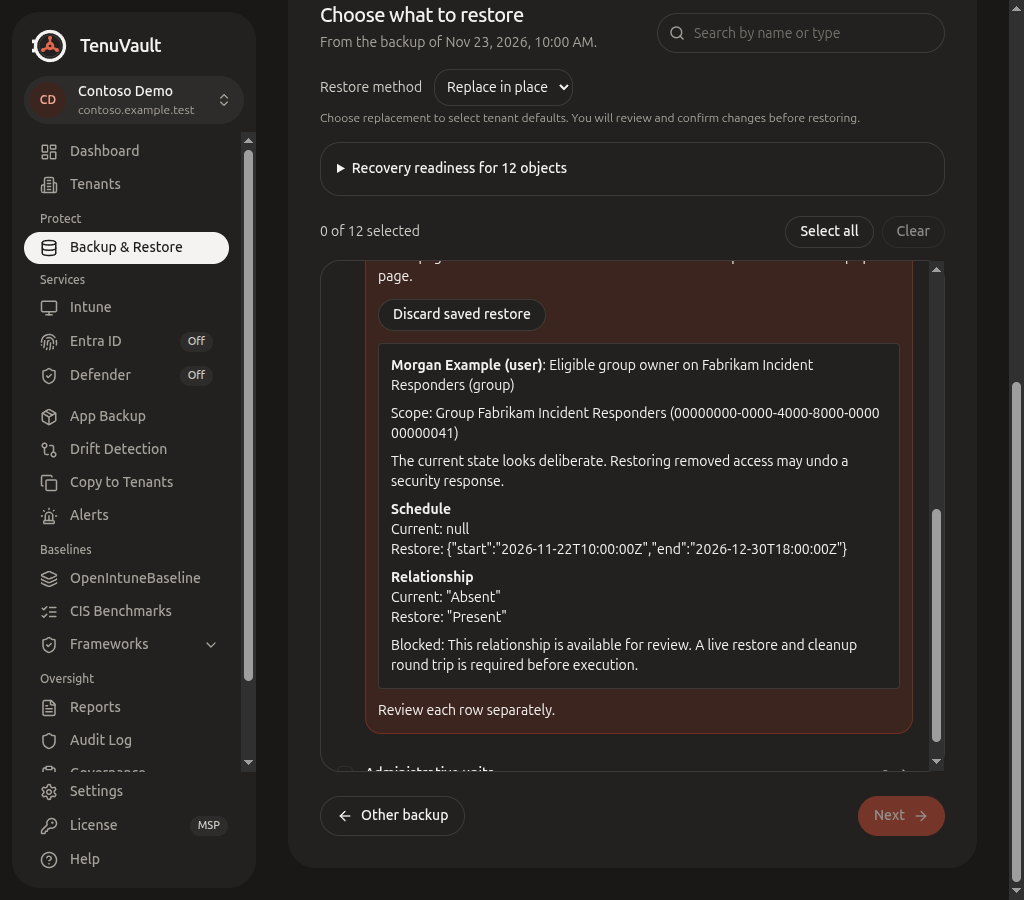 TenuVault
CD
Contoso Demo
contoso.example.test
Dashboard
Tenants
Protect
Backup & Restore
Services
Intune
Entra ID Off
Defender Off
App Backup
Drift Detection
Copy to Tenants
Alerts
Baselines
OpenIntuneBaseline
CIS Benchmarks
Frameworks
Oversight
Reports
Audit Log
Governance
Settings
License MSP
Help
Choose what to restore
From the backup of Nov 23, 2026, 10:00 AM.
Search by name or type
Restore method Replace in place
Choose replacement to select tenant defaults. You will review and confirm changes before restoring.
Recovery readiness for 12 objects
0 of 12 selected
Select all
Clear
page.
Discard saved restore
Morgan Example (user): Eligible group owner on Fabrikam Incident
Responders (group)
Scope: Group Fabrikam Incident Responders (00000000-0000-4000-8000-0000
00000041)
The current state looks deliberate. Restoring removed access may undo a
security response.
Schedule
Current: null
Restore: {"start":"2026-11-22T10:00:00Z","end":"2026-12-30T18:00:00Z"}
Relationship
Current: "Absent"
Restore: "Present"
Blocked: This relationship is available for review. A live restore and cleanup
round trip is required before execution.
Review each row separately.
Administrative units
Other backup
Next